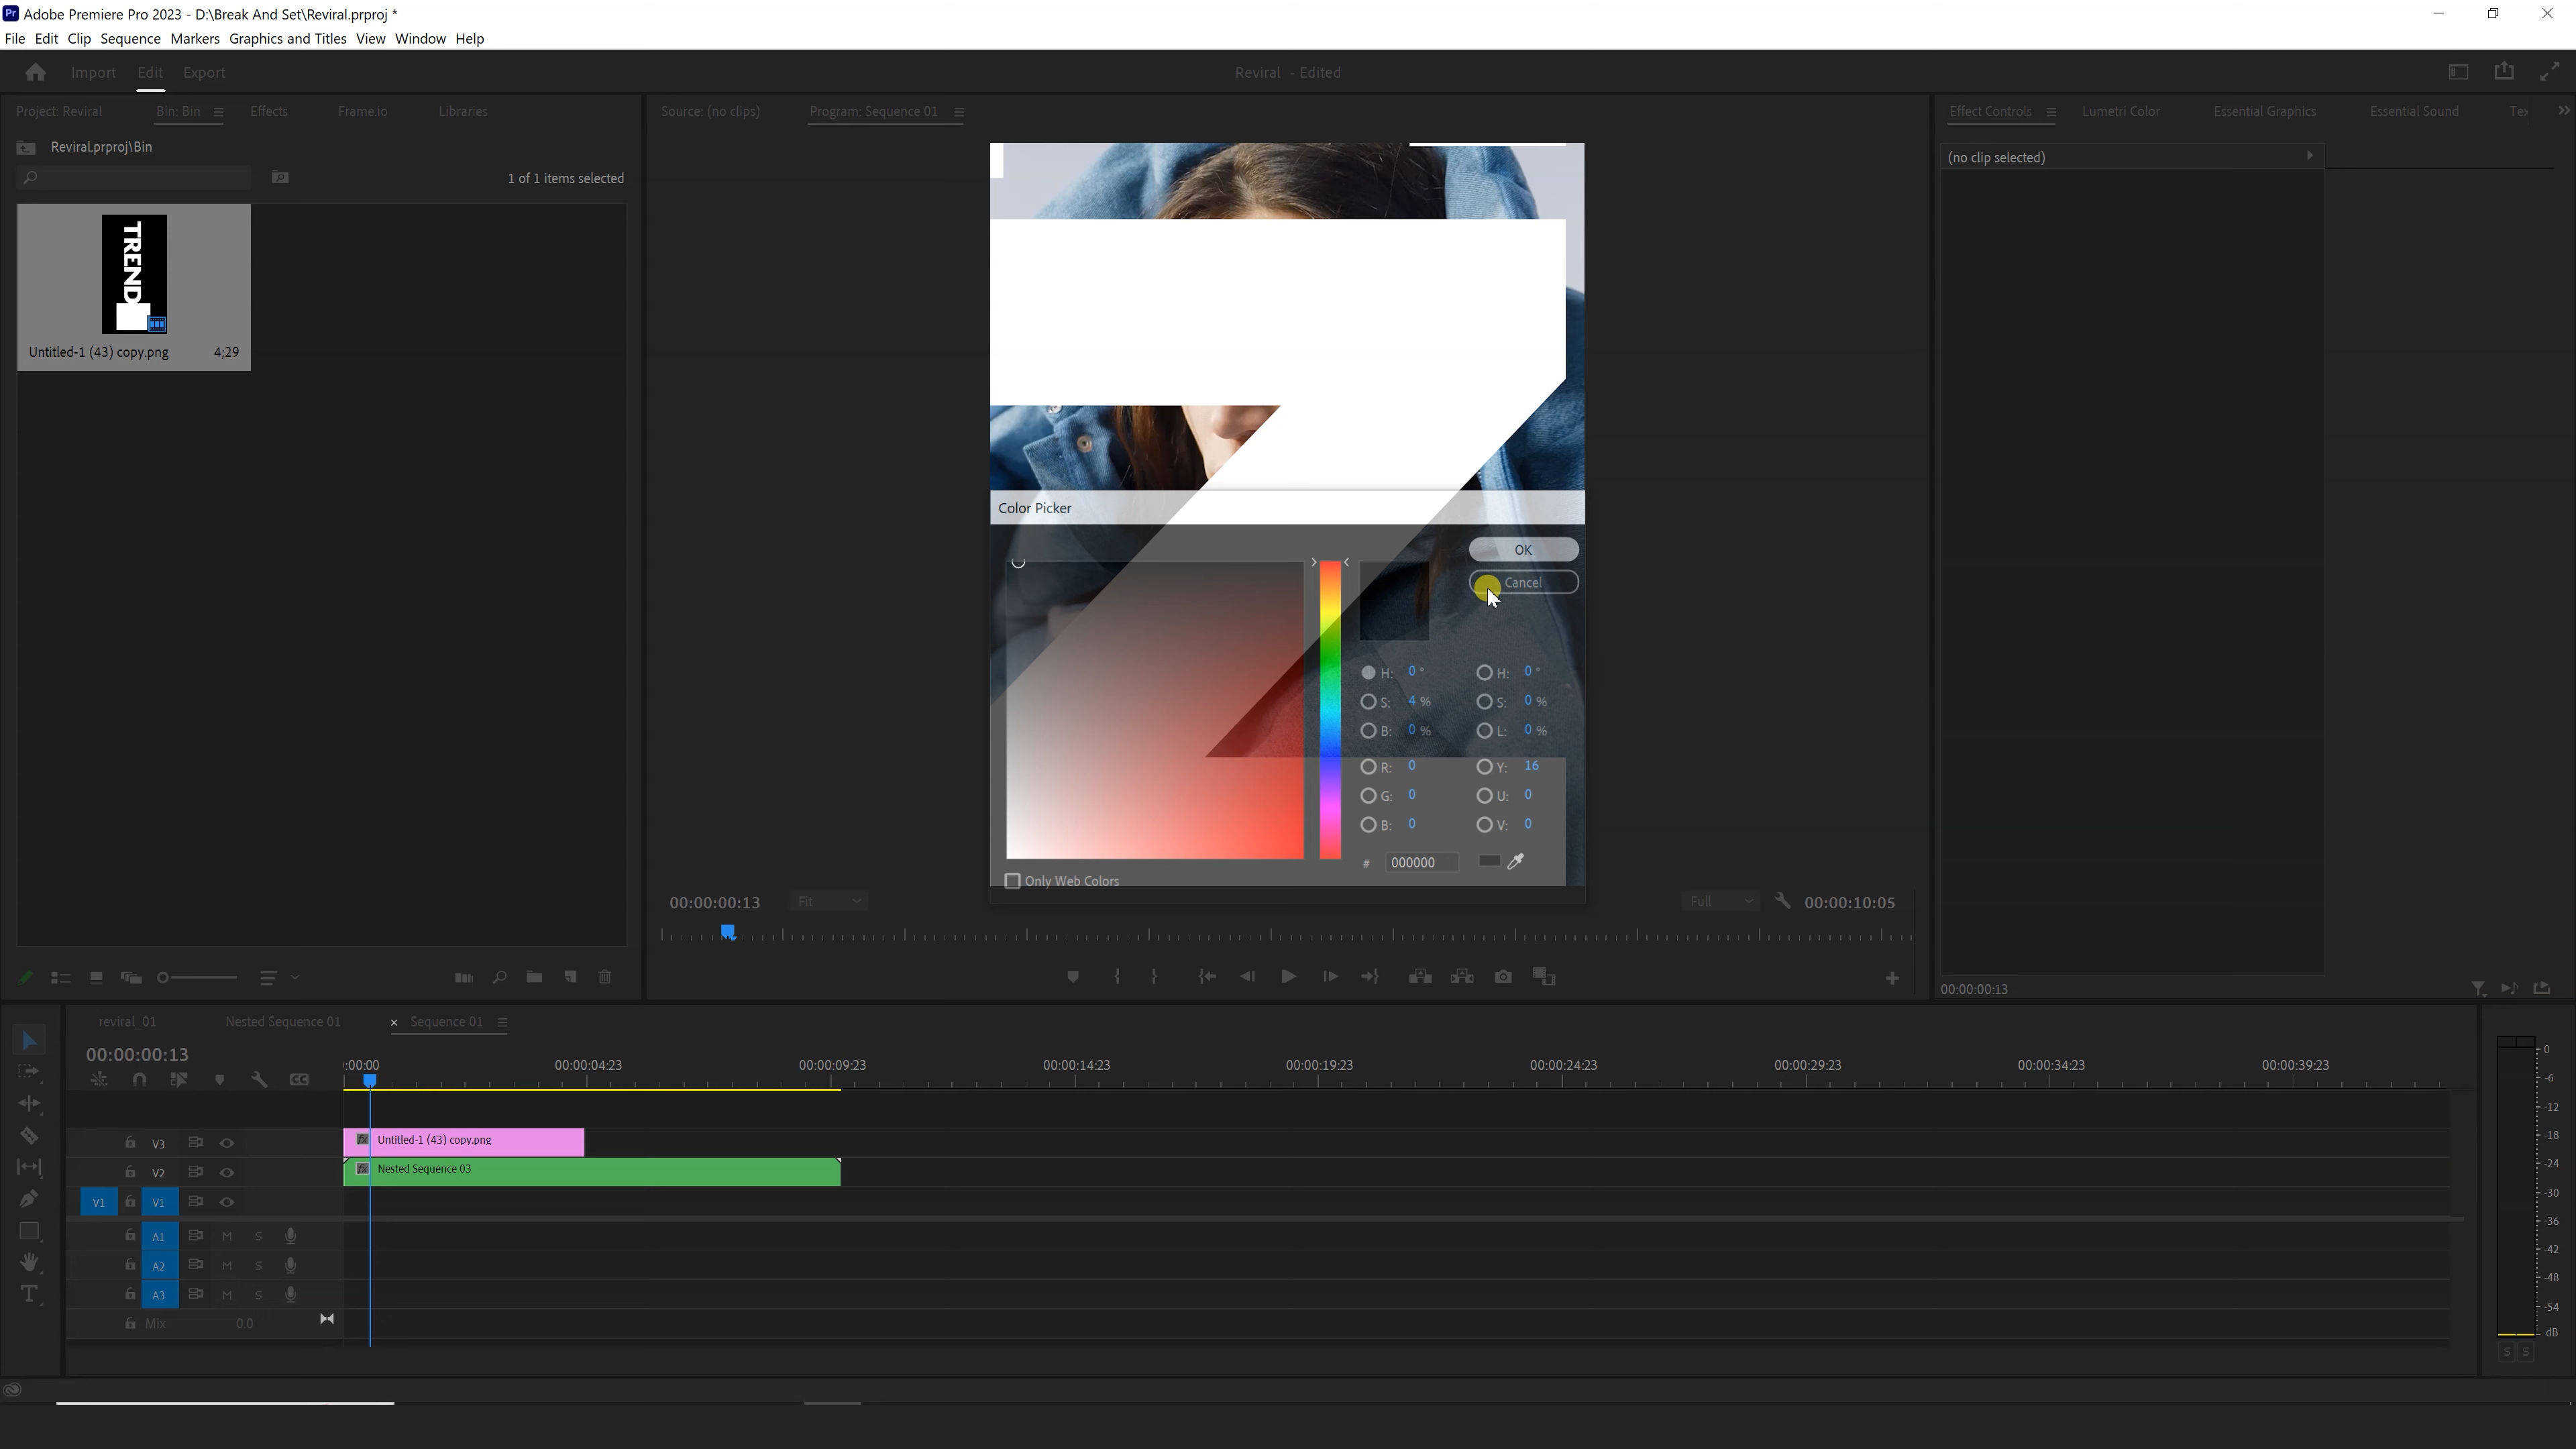 Adobe Premiere Pro 2023 - D:\Break And Set\Reviral.prproj *
File Edit Clip Sequence Markers Graphics and Titles View Window Help
Import Edit Export
Reviral - Edited
Project: Reviral Bin: Bin Effects Frame.io Libraries
Source: (no clips) Program: Sequence 01
Effect Controls Lumetri Color Essential Graphics Essential Sound
Reviral.prproj\Bin
1 of 1 items selected
(no clip selected)
TREND
Untitled-1 (43) copy.png 4;29
Color Picker
OK
Cancel
H: 0 ° H: 0 °
S: 4 % S: 0 %
B: 0 % L: 0 %
R: 0 Y: 16
G: 0 U: 0
B: 0 V: 0
# 000000
Only Web Colors
00:00:00:13 Fit Full 00:00:10:05
00:00:00:13
reviral_01 Nested Sequence 01 × Sequence 01
00:00:00:13
:00:00 00:00:04:23 00:00:09:23 00:00:14:23 00:00:19:23 00:00:24:23 00:00:29:23 00:00:34:23 00:00:39:23
CC
V3 fx Untitled-1 (43) copy.png
V2 fx Nested Sequence 03
V1 V1
A1 M S
A2 M S
A3 M S
Mix 0.0
0
-6
-12
-18
-24
-30
-36
-42
-48
-54
dB
S S